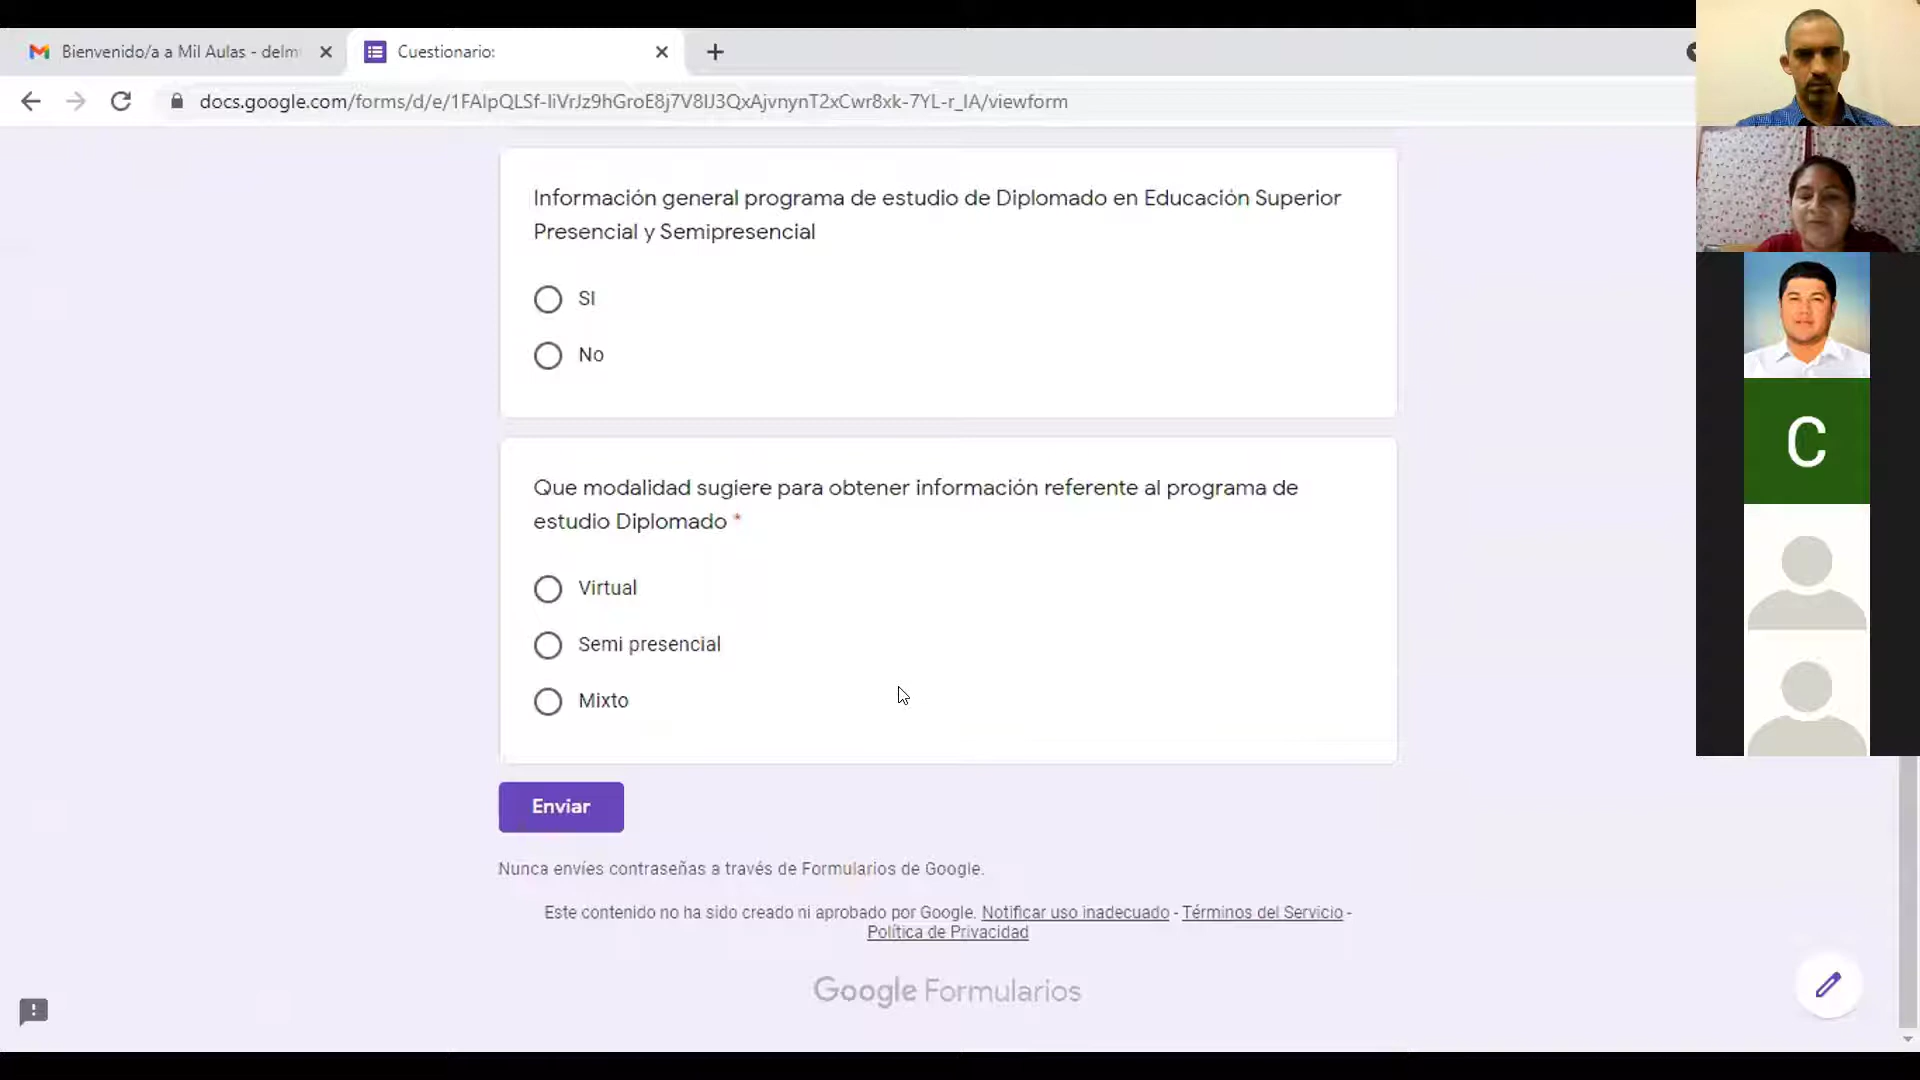 Bienvenido/a a Mil Aulas - delm
Cuestionario:
docs.google.com/forms/d/e/1FAIpQLSf-IiVrJz9hGroE8j7V8IJ3QxAjvnynT2xCwr8xk-7YL-r_IA/viewform
Información general programa de estudio de Diplomado en Educación Superior
Presencial y Semipresencial
SI
No
Que modalidad sugiere para obtener información referente al programa de
estudio Diplomado *
Virtual
Semi presencial
Mixto
Enviar
Nunca envíes contraseñas a través de Formularios de Google.
Este contenido no ha sido creado ni aprobado por Google. Notificar uso inadecuado - Términos del Servicio -
Política de Privacidad
Google Formularios
C